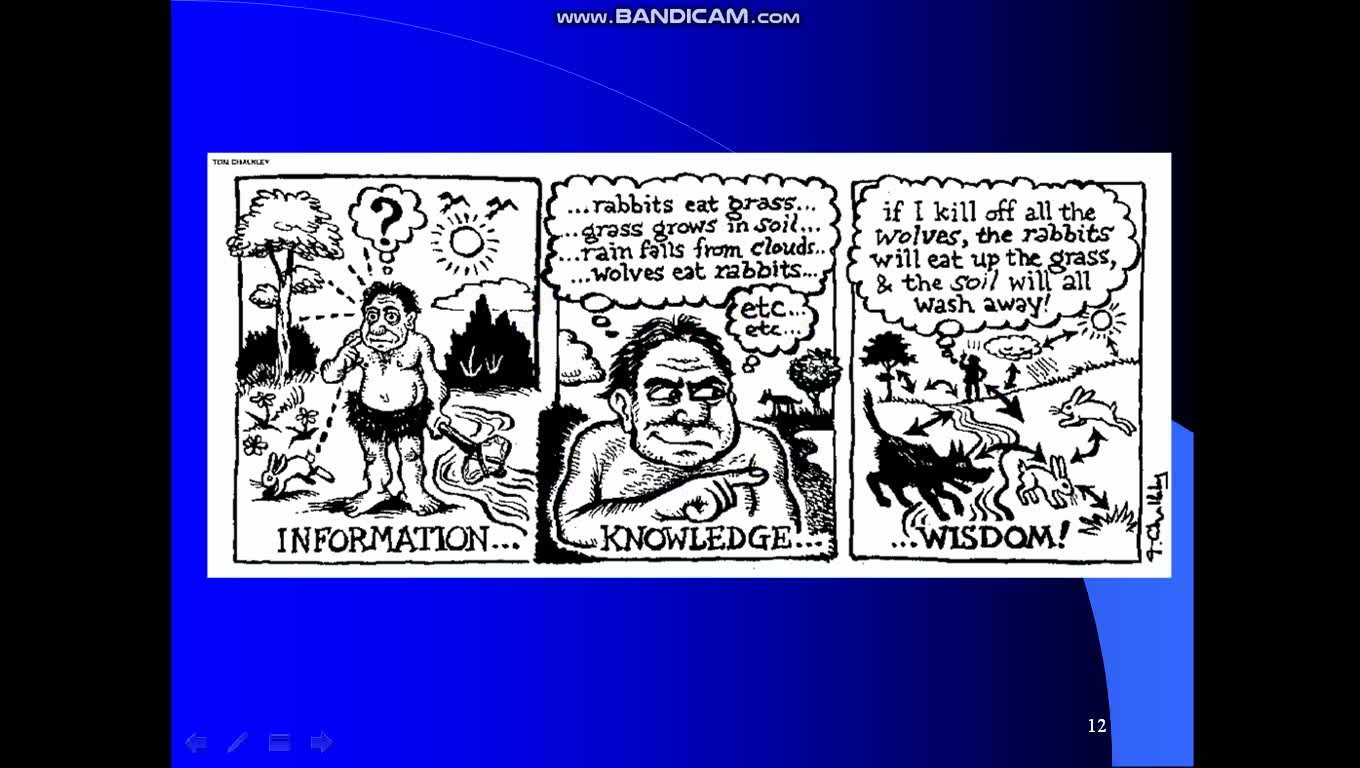 www.BANDICAM.com
TOM CHALKLEY
?
...rabbits eat grass...
...grass grows in soil...
...rain falls from clouds..
...wolves eat rabbits...
etc...
etc...
if I kill off all the
wolves, the rabbits
will eat up the grass,
& the soil will all
wash away!
INFORMATION...
KNOWLEDGE...
...WISDOM!
T. Chalkley
12